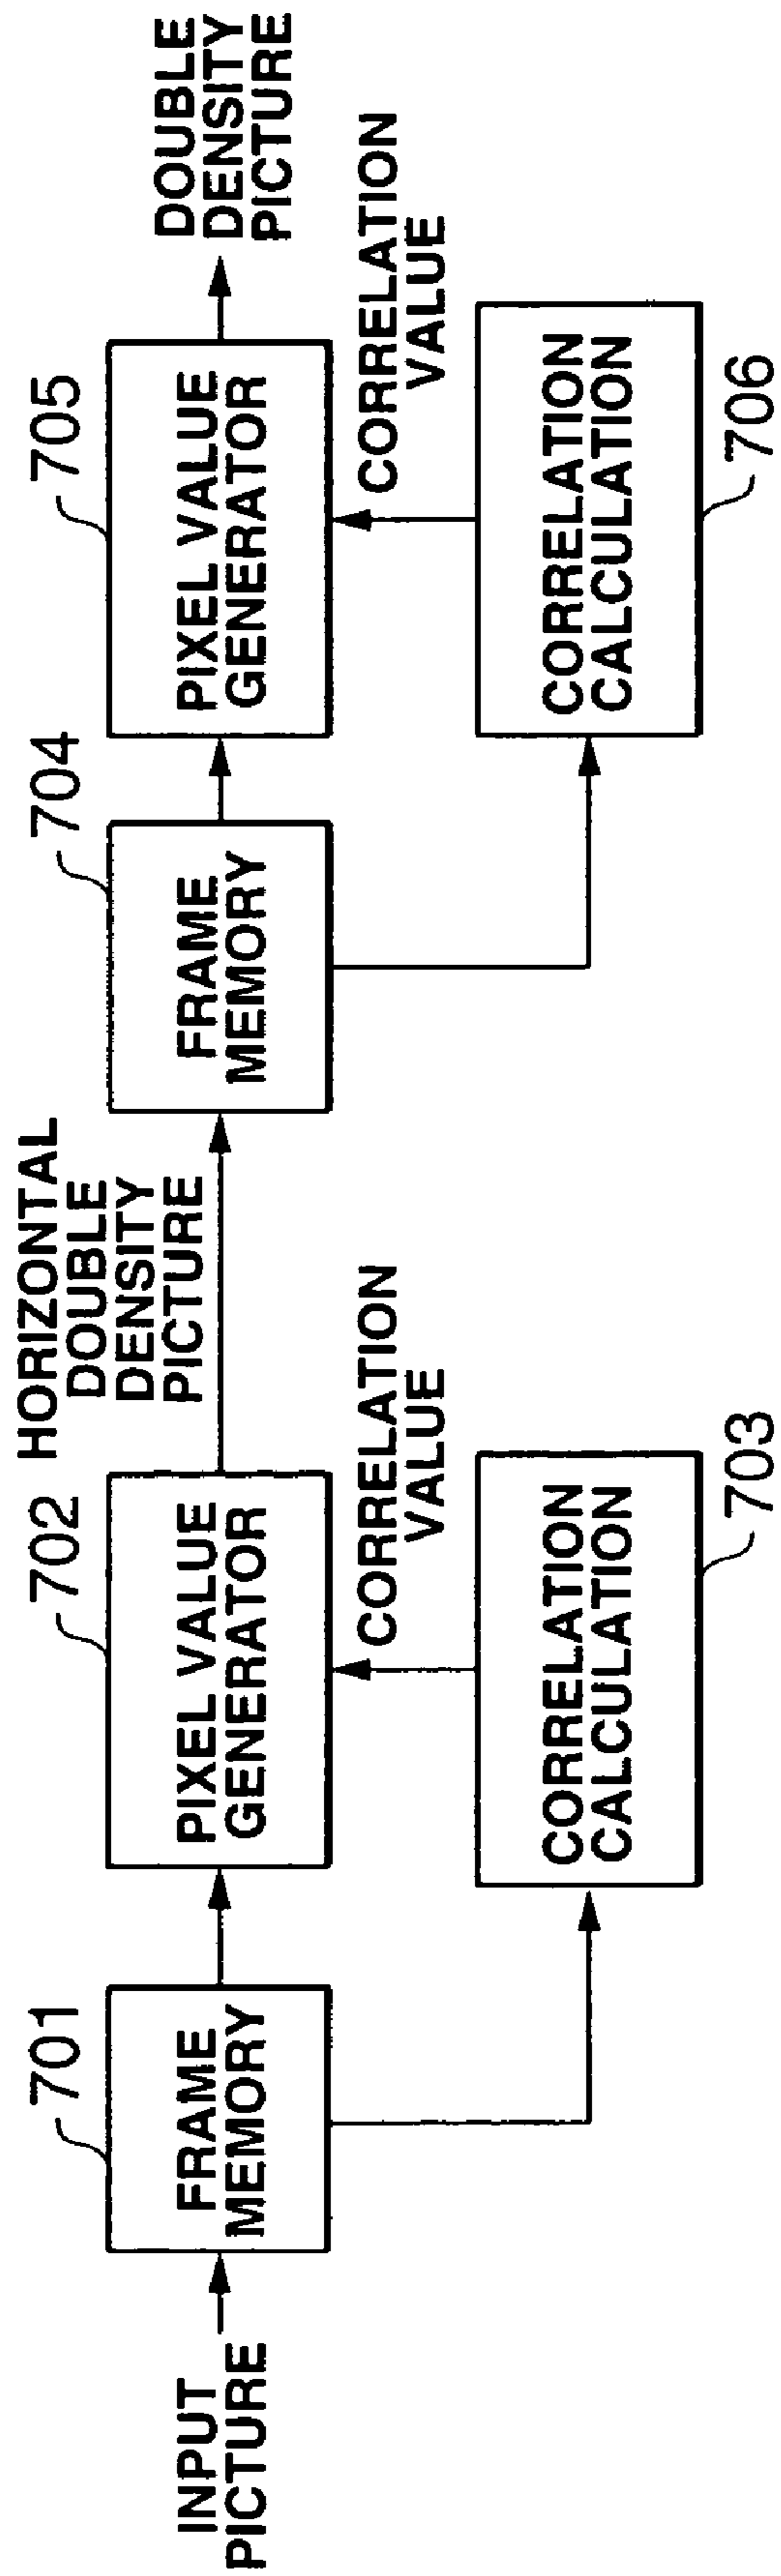 INPUT
PICTURE
701
FRAME
MEMORY
702
PIXEL VALUE
GENERATOR
CORRELATION
VALUE
CORRELATION
CALCULATION
703
HORIZONTAL
DOUBLE
DENSITY
PICTURE
704
FRAME
MEMORY
705
PIXEL VALUE
GENERATOR
CORRELATION
VALUE
CORRELATION
CALCULATION
706
DOUBLE
DENSITY
PICTURE